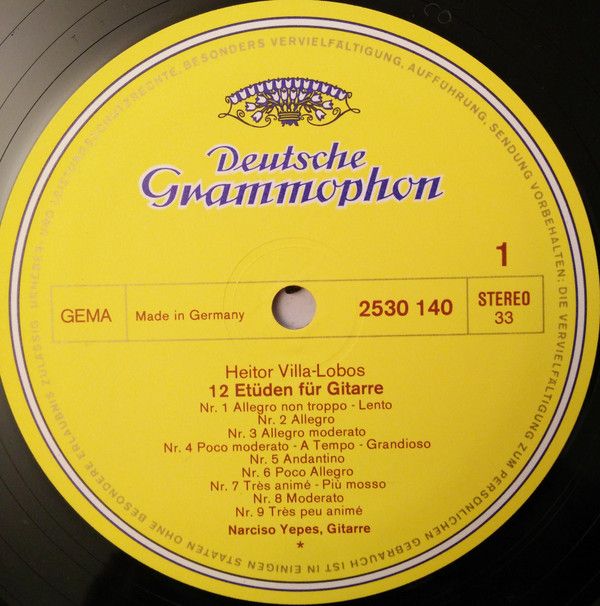 Deutsche
Grammophon
1
GEMA
Made in Germany
2530 140
STEREO
33
Heitor Villa-Lobos
12 Etüden für Gitarre
Nr. 1 Allegro non troppo - Lento
Nr. 2 Allegro
Nr. 3 Allegro moderato
Nr. 4 Poco moderato - A Tempo - Grandioso
Nr. 5 Andantino
Nr. 6 Poco Allegro
Nr. 7 Très animé - Più mosso
Nr. 8 Moderato
Nr. 9 Très peu animé
Narciso Yepes, Gitarre
*
BESONDERS VERVIELFÄLTIGUNG, AUFFÜHRUNG, SENDUNG VORBEHALTEN; DIE VERVIELFÄLTIGUNG ZUM PERSÖNLICHEN GEBRAUCH IST IN EINIGEN STAATEN OHNE BESONDERE ERLAUBNIS ZULÄSSIG